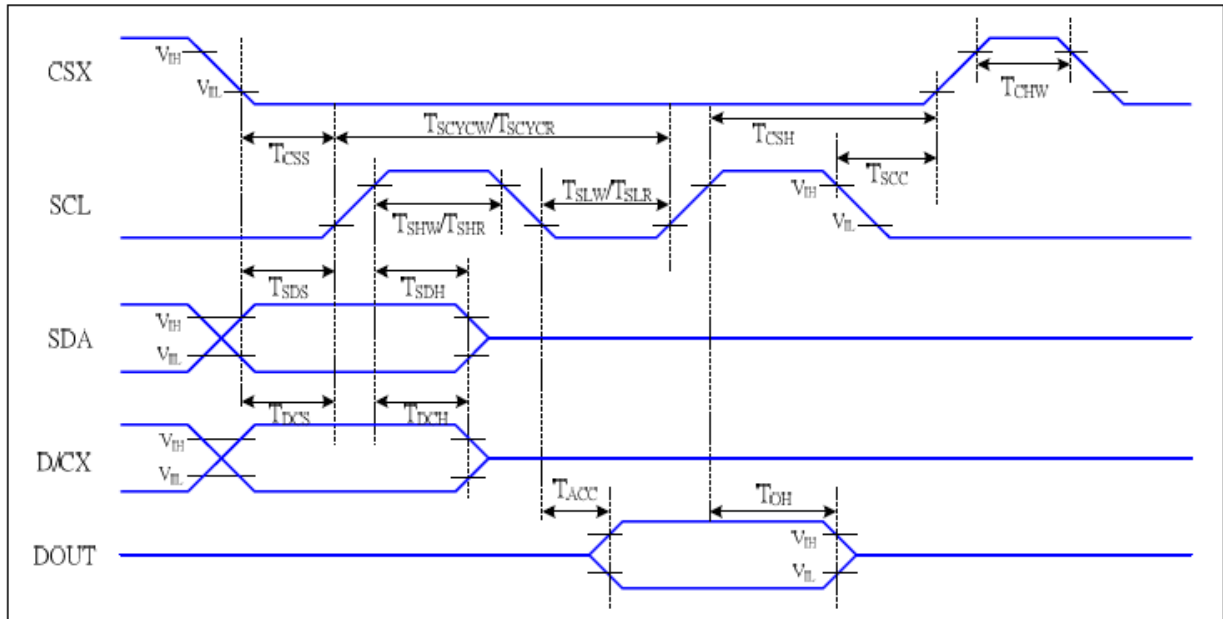 CSX
VIH
VIL
TCHW
TCSS
TSCYCW/TSCYCR
TCSH
TSCC
SCL
TSHW/TSHR
TSLW/TSLR
VIH
VIL
TSDS
TSDH
SDA
VIH
VIL
TDCS
TDCH
D/CX
VIH
VIL
TACC
TOH
DOUT
VIH
VIL